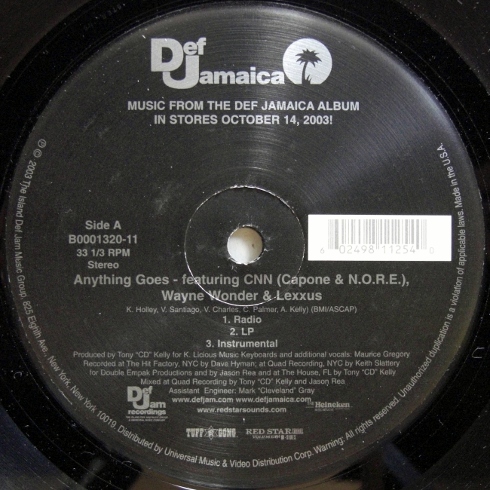 Def
Jamaica
MUSIC FROM THE DEF JAMAICA ALBUM
IN STORES OCTOBER 14, 2003!
Side A
B0001320-11
33 1/3 RPM
Stereo
6 02498 11254 6
Anything Goes - featuring CNN (Capone & N.O.R.E.),
Wayne Wonder & Lexxus
K. Holley, V. Santiago, V. Charles, C. Palmer, A. Kelly) (BMI/ASCAP)
1. Radio
2. LP
3. Instrumental
Produced by Tony "CD" Kelly for K. Licious Music Keyboards and additional vocals: Maurice Gregory
Recorded at The Hit Factory, NYC by Dave Hyman; at Quad Recording, NYC by Keith Slattery
for Double Empak Productions and by Jason Rea and at The House, FL by Tony "CD" Kelly
Mixed at Quad Recording by Tony "CD" Kelly and Jason Rea
Assistant Engineer: Mark "Cleveland" Gray
www.defjam.com www.defjamaica.com
www.redstarsounds.com
Def Jam
recordings
Heineken
TUFF GONG
RED STAR
℗ © 2003 The Island Def Jam Music Group, 825 Eighth Ave., New York, New York 10019. Distributed by Universal Music & Video Distribution Corp. Warning: All rights reserved. Unauthorized duplication is a violation of applicable laws. Made in the U.S.A.